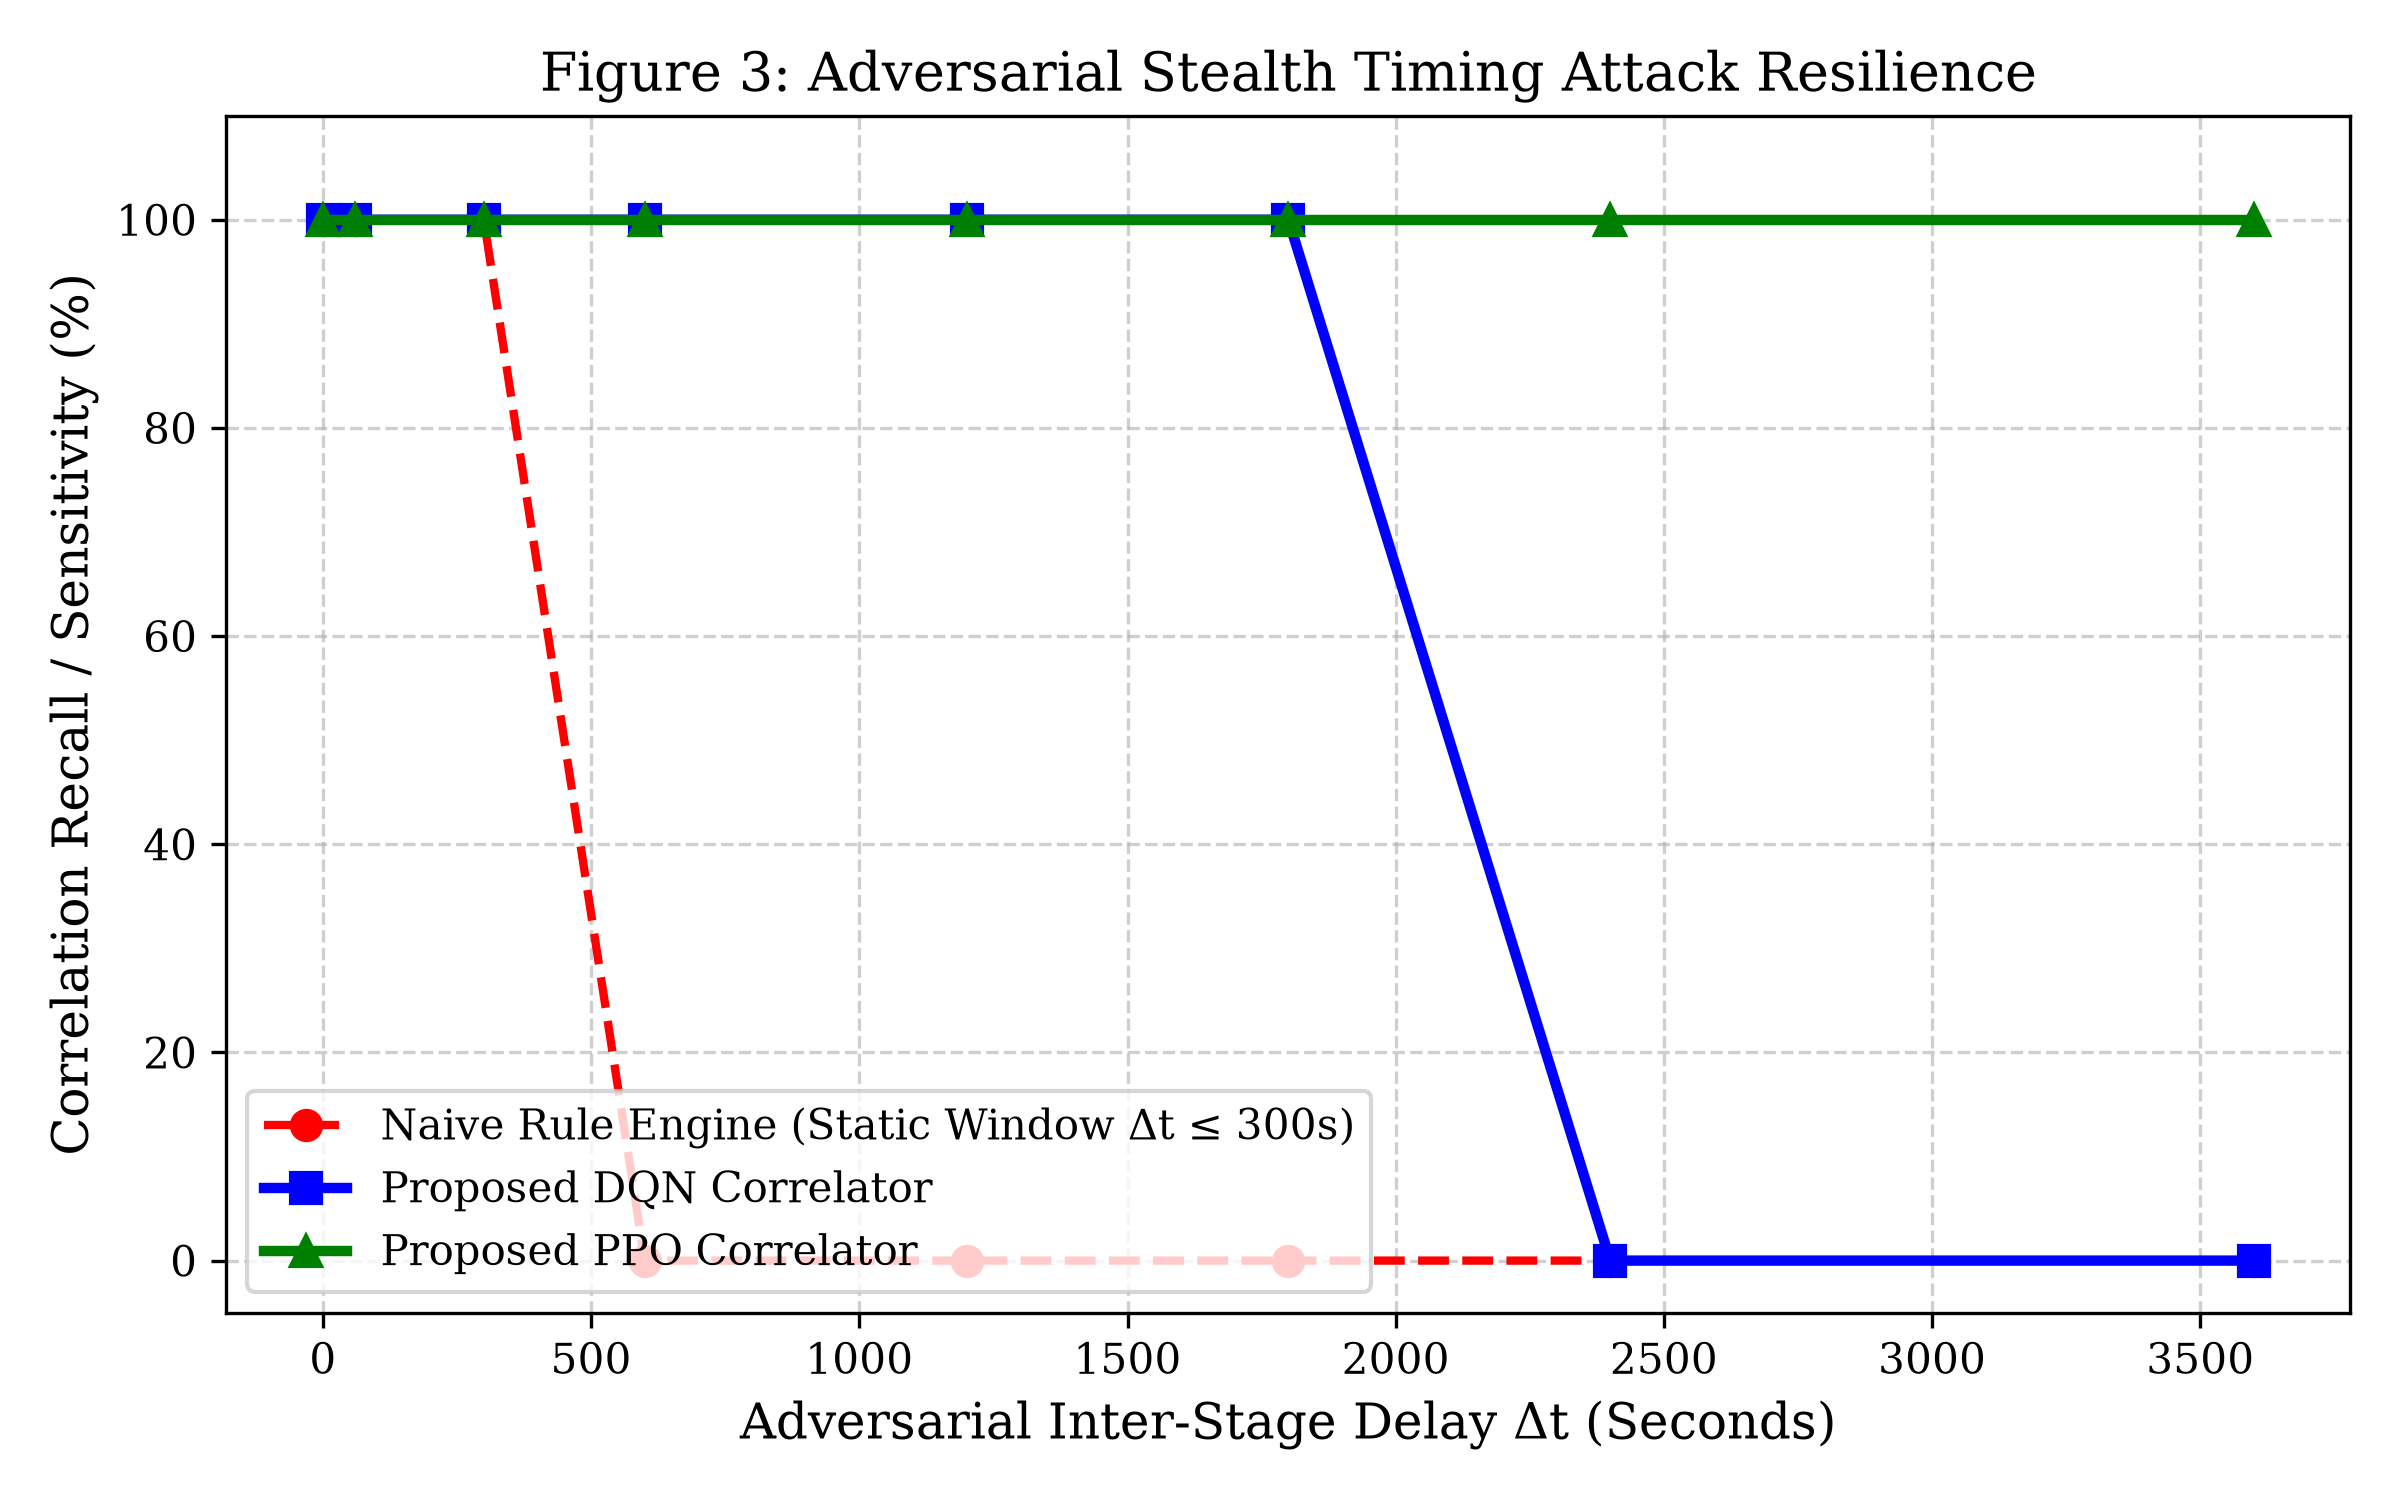 Figure 3: Adversarial Stealth Timing Attack Resilience
Correlation Recall / Sensitivity (%)
100
80
60
40
20
0
Naive Rule Engine (Static Window Δt ≤ 300s)
Proposed DQN Correlator
Proposed PPO Correlator
0 500 1000 1500 2000 2500 3000 3500
Adversarial Inter-Stage Delay Δt (Seconds)